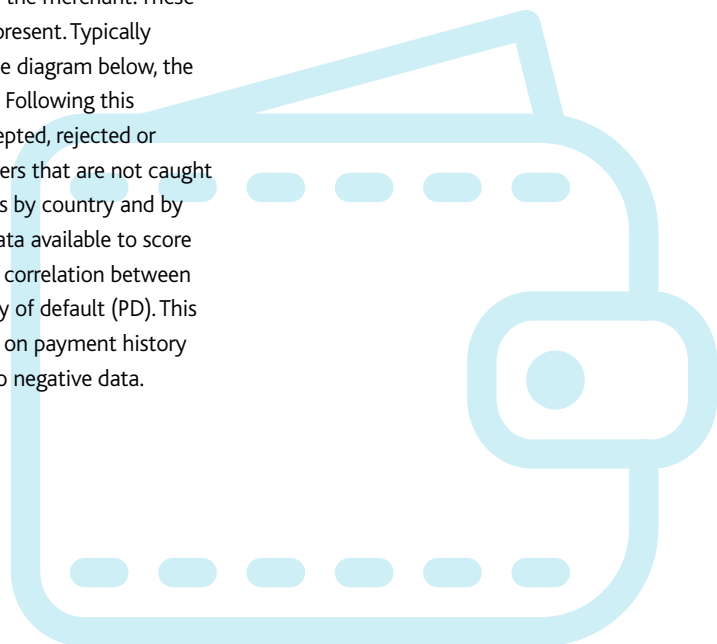 the merchant. These
present. Typically
e diagram below, the
Following this
epted, rejected or
ers that are not caught
s by country and by
ata available to score
correlation between
y of default (PD). This
on payment history
o negative data.